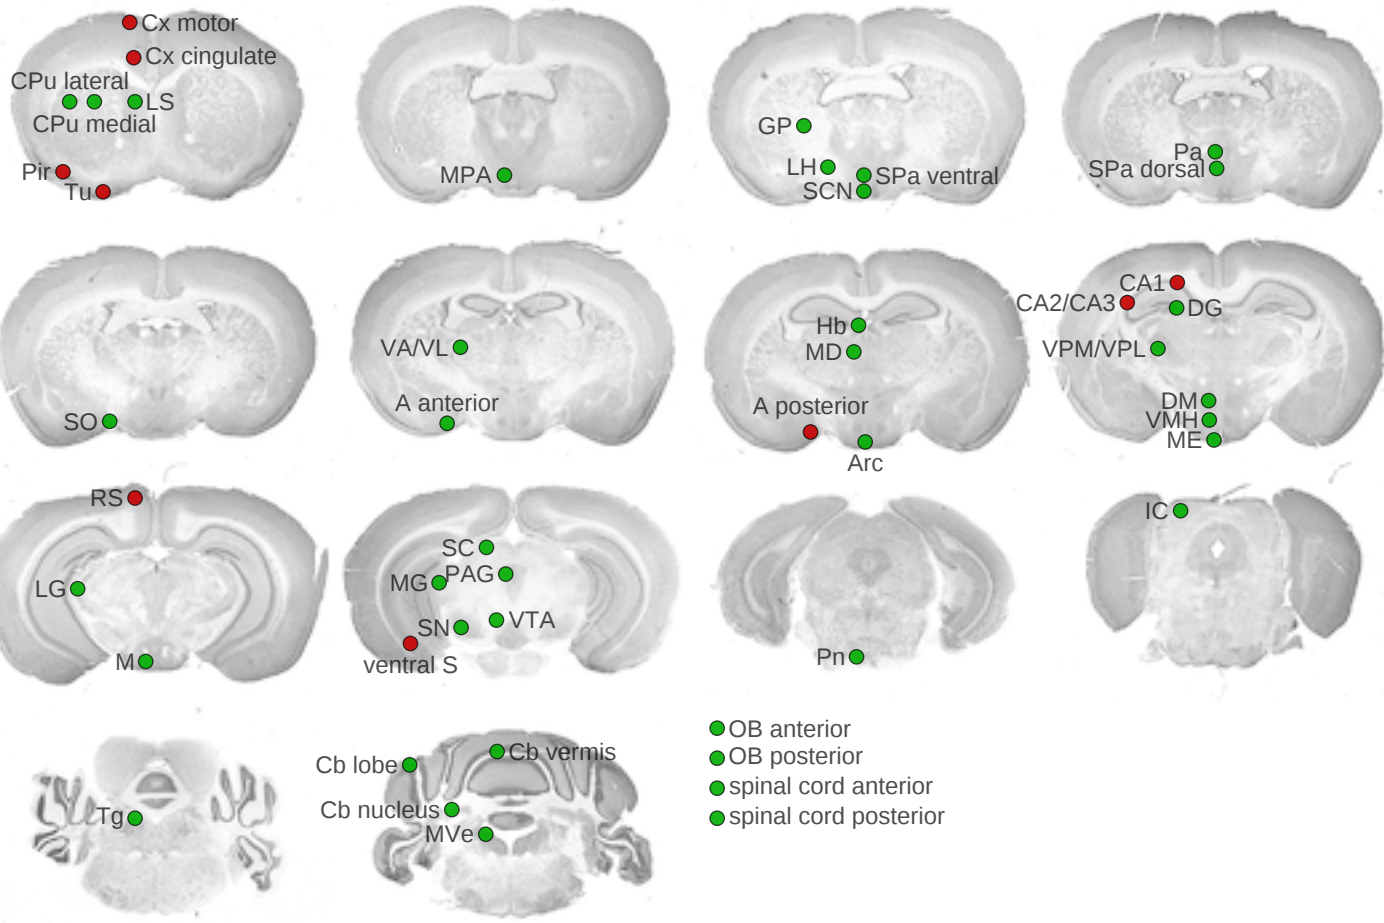 Cx motor
Cx cingulate
CPu lateral
LS
CPu medial
Pir
Tu
MPA
GP
LH
SPa ventral
SCN
Pa
SPa dorsal
SO
VA/VL
A anterior
Hb
MD
A posterior
Arc
CA1
CA2/CA3
DG
VPM/VPL
DM
VMH
ME
RS
LG
M
SC
MG
PAG
SN
VTA
ventral S
Pn
IC
Tg
Cb lobe
Cb vermis
Cb nucleus
MVe
OB anterior
OB posterior
spinal cord anterior
spinal cord posterior